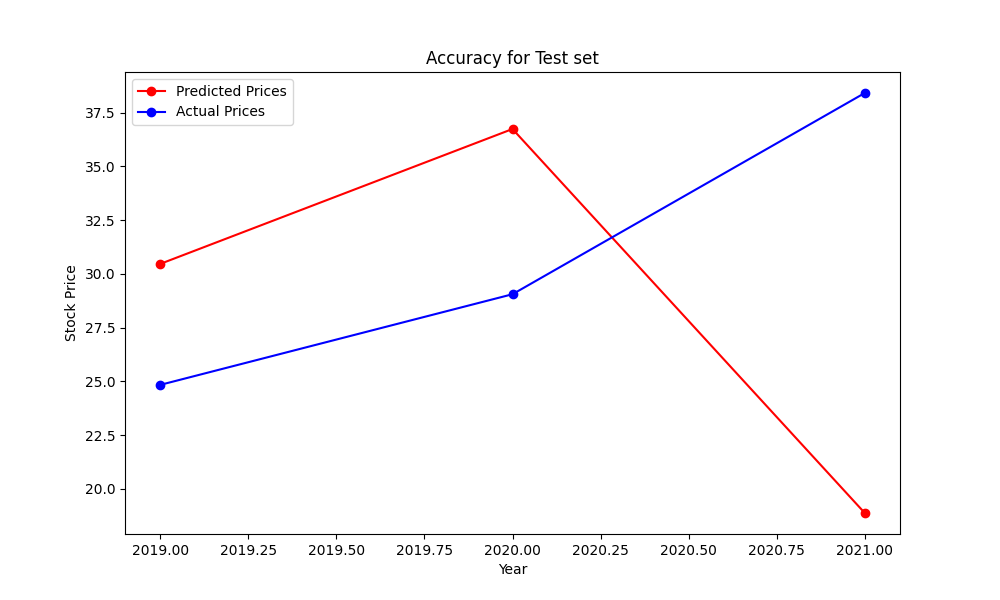 Accuracy for Test set
Predicted Prices
Actual Prices
37.5
35.0
32.5
30.0
27.5
25.0
22.5
20.0
Stock Price
2019.00 2019.25 2019.50 2019.75 2020.00 2020.25 2020.50 2020.75 2021.00
Year